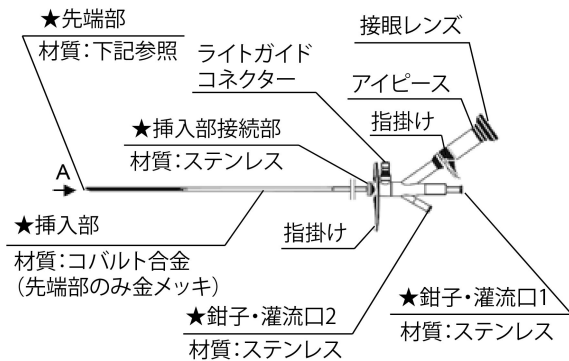 ★先端部
材質：下記参照
ライトガイド
コネクター
接眼レンズ
アイピース
指掛け
★挿入部接続部
材質：ステンレス
A
★挿入部
材質：コバルト合金
（先端部のみ金メッキ）
指掛け
★鉗子・灌流口2
材質：ステンレス
★鉗子・灌流口1
材質：ステンレス